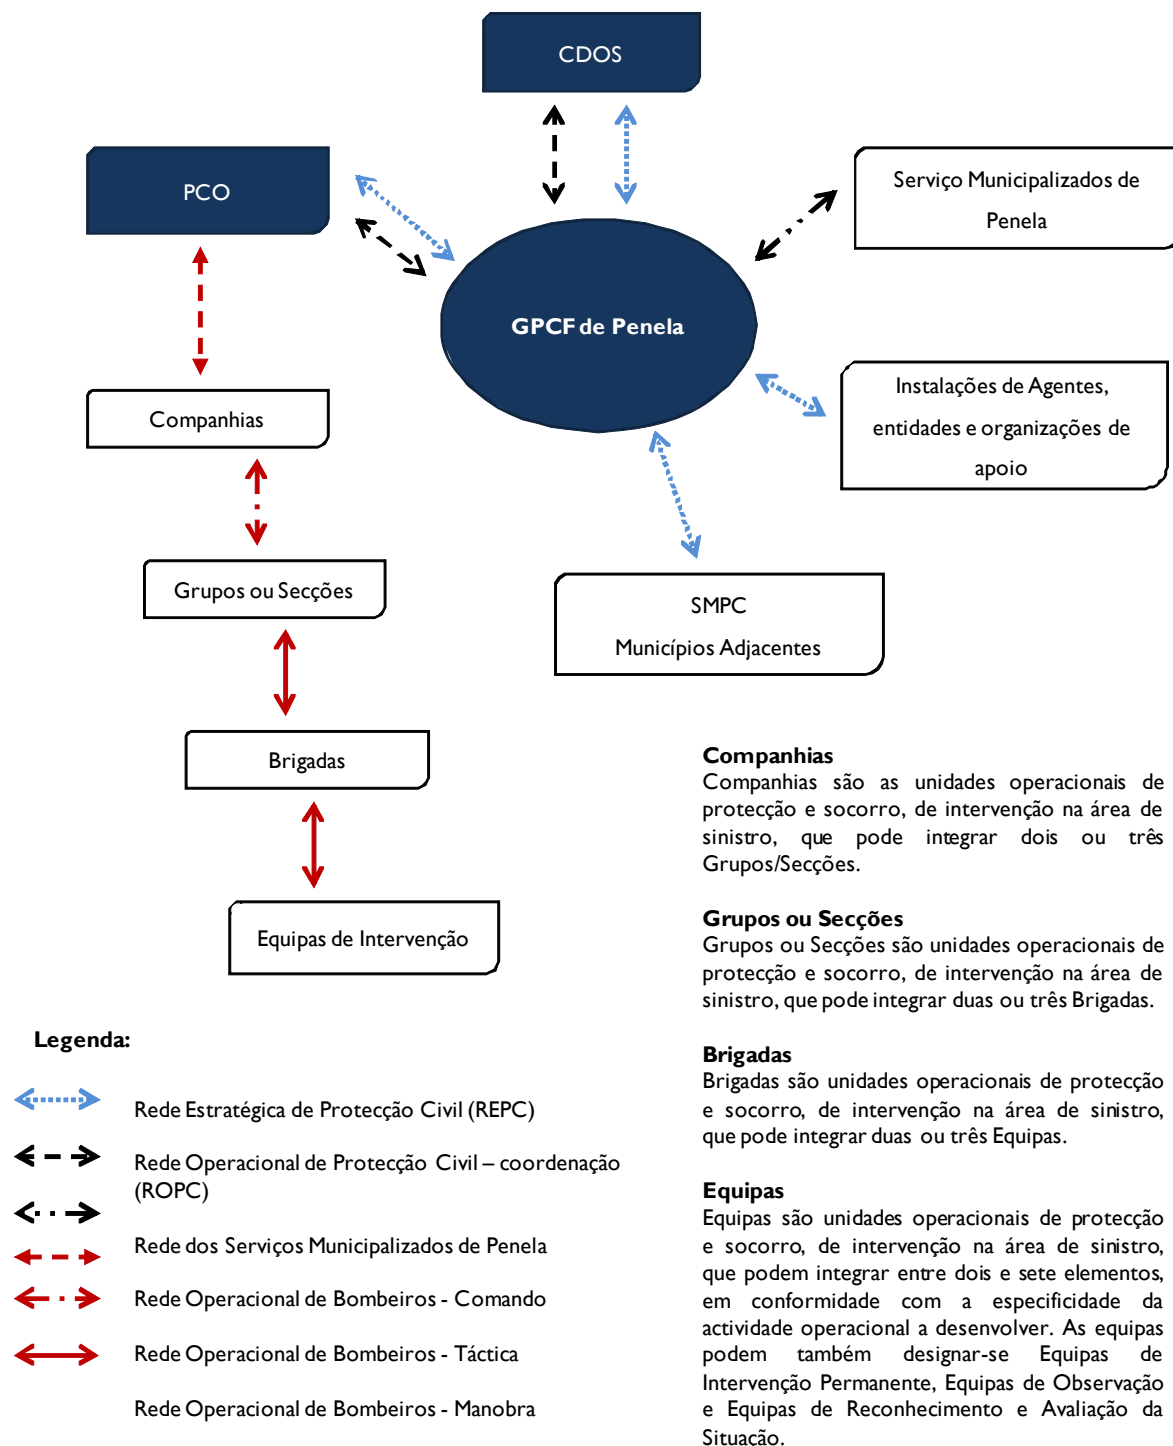 CDOS
PCO
Serviço Municipalizados de
Penela
GPCF de Penela
Instalações de Agentes,
entidades e organizações de
apoio
Companhias
Grupos ou Secções
SMPC
Municípios Adjacentes
Brigadas
Equipas de Intervenção
Companhias
Companhias são as unidades operacionais de
protecção e socorro, de intervenção na área de
sinistro, que pode integrar dois ou três
Grupos/Secções.
Grupos ou Secções
Grupos ou Secções são unidades operacionais de
protecção e socorro, de intervenção na área de
sinistro, que pode integrar duas ou três Brigadas.
Brigadas
Brigadas são unidades operacionais de protecção
e socorro, de intervenção na área de sinistro,
que pode integrar duas ou três Equipas.
Equipas
Equipas são unidades operacionais de protecção
e socorro, de intervenção na área de sinistro,
que podem integrar entre dois e sete elementos,
em conformidade com a especificidade da
actividade operacional a desenvolver. As equipas
podem também designar-se Equipas de
Intervenção Permanente, Equipas de Observação
e Equipas de Reconhecimento e Avaliação da
Situação.
Legenda:
Rede Estratégica de Protecção Civil (REPC)
Rede Operacional de Protecção Civil – coordenação
(ROPC)
Rede dos Serviços Municipalizados de Penela
Rede Operacional de Bombeiros - Comando
Rede Operacional de Bombeiros - Táctica
Rede Operacional de Bombeiros - Manobra